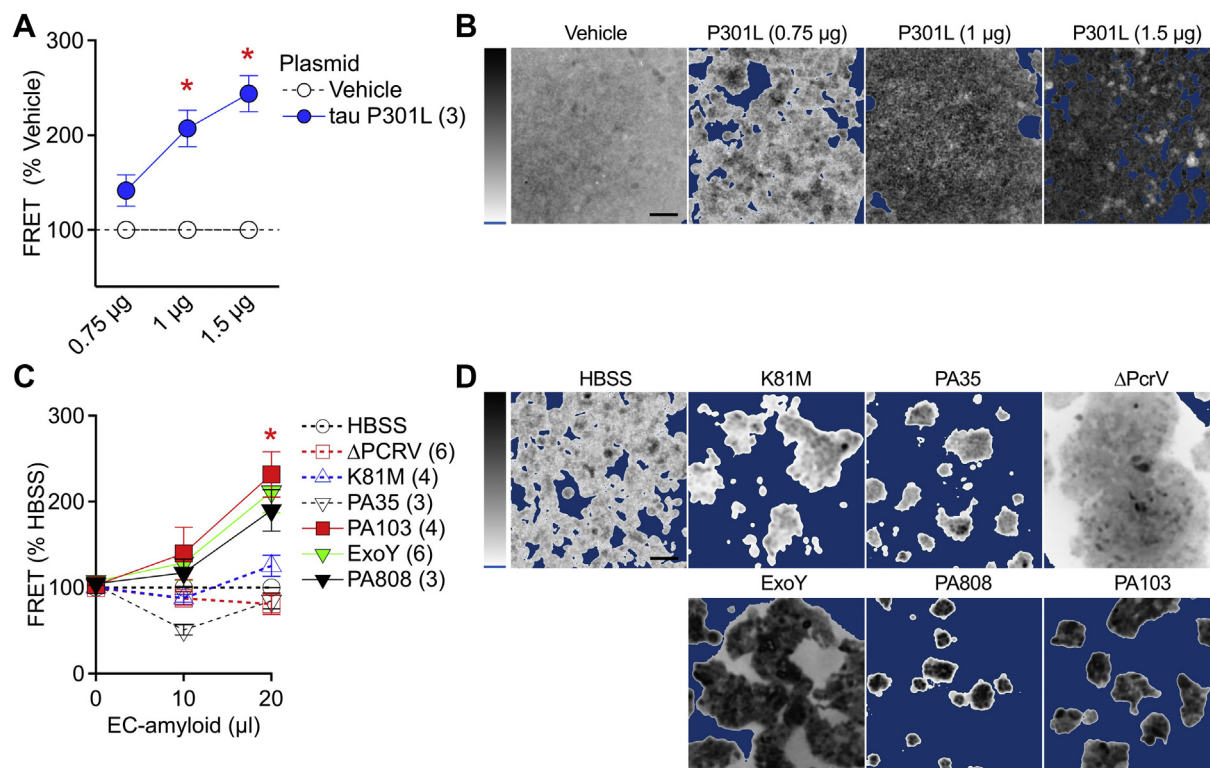 A
300
200
100
FRET (% Vehicle)
0.75 µg
1 µg
1.5 µg
*
*
Plasmid
Vehicle
tau P301L (3)
B
Vehicle
P301L (0.75 µg)
P301L (1 µg)
P301L (1.5 µg)
C
300
200
100
0
FRET (% HBSS)
0
10
20
EC-amyloid (µl)
*
HBSS
ΔPCRV (6)
K81M (4)
PA35 (3)
PA103 (4)
ExoY (6)
PA808 (3)
D
HBSS
K81M
PA35
ΔPcrV
ExoY
PA808
PA103